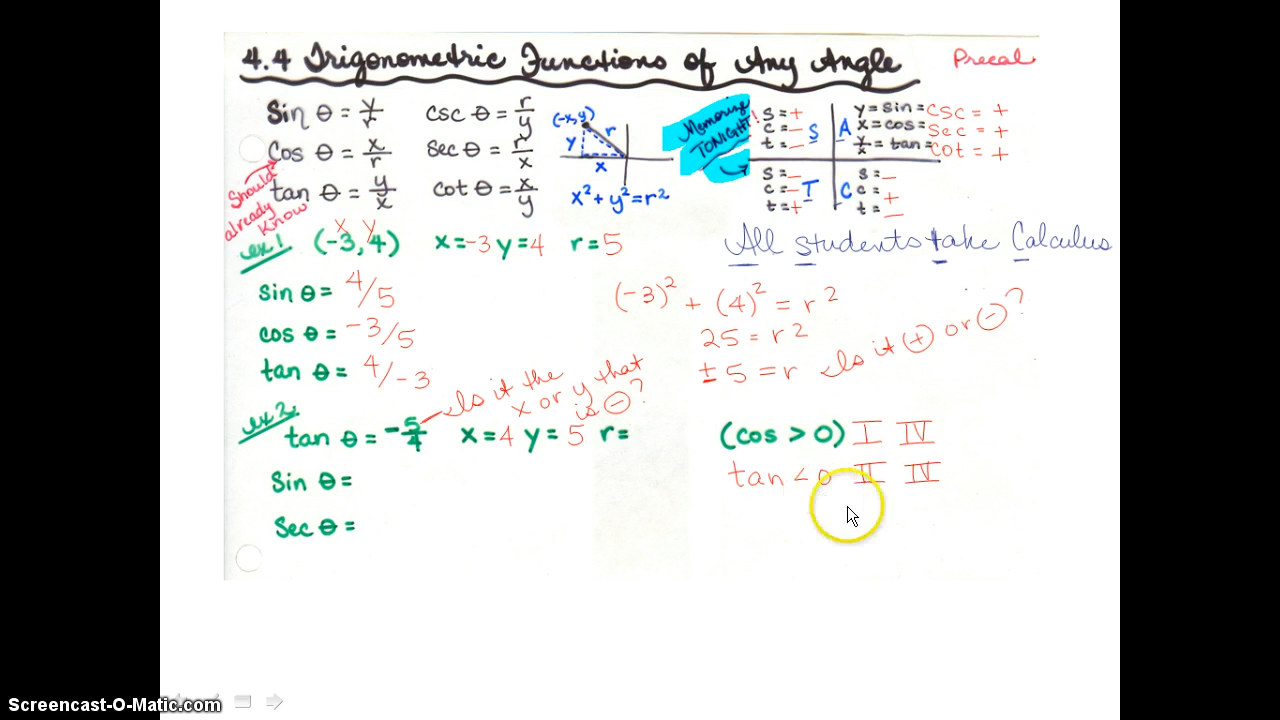 4.4 Trigonometric Functions of Any Angle Precal
Sin θ = y/r csc θ = r/y (-x, y) r y x
Cos θ = x/r Sec θ = r/x
tan θ = y/x cot θ = x/y x² + y² = r²
Should
already
Know
Memorize
TONIGHT!
s = + y = sin = csc = +
c = - S A x = cos = sec = +
t = - y/x = tan = cot = +
s = - s = -
c = - T C c = +
t = + t = -
All students take Calculus
ex 1 x y
(-3, 4) x = -3 y = 4 r = 5
sin θ = 4/5
cos θ = -3/5
tan θ = 4/-3
(-3)² + (4)² = r²
25 = r²
± 5 = r Is it + or - ?
ex 2
Is it the
x or y that
is - ?
tan θ = -5/4 x = 4 y = 5 r =
(cos > 0) I IV
tan < 0 II IV
Sin θ =
Sec θ =
Screencast-O-Matic.com